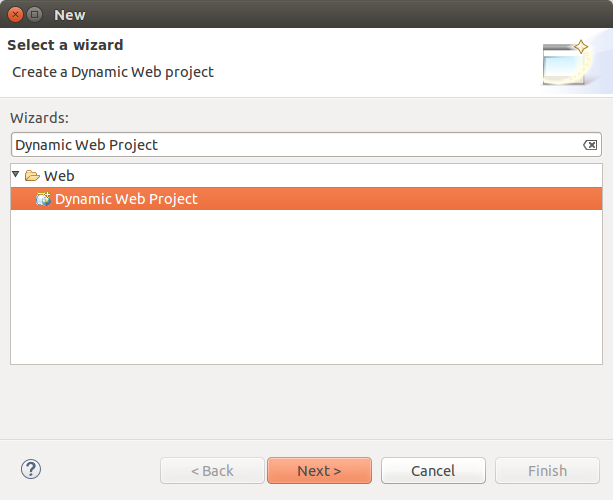 New
Select a wizard
Create a Dynamic Web project
Wizards:
Dynamic Web Project
Web
Dynamic Web Project
?
< Back
Next >
Cancel
Finish